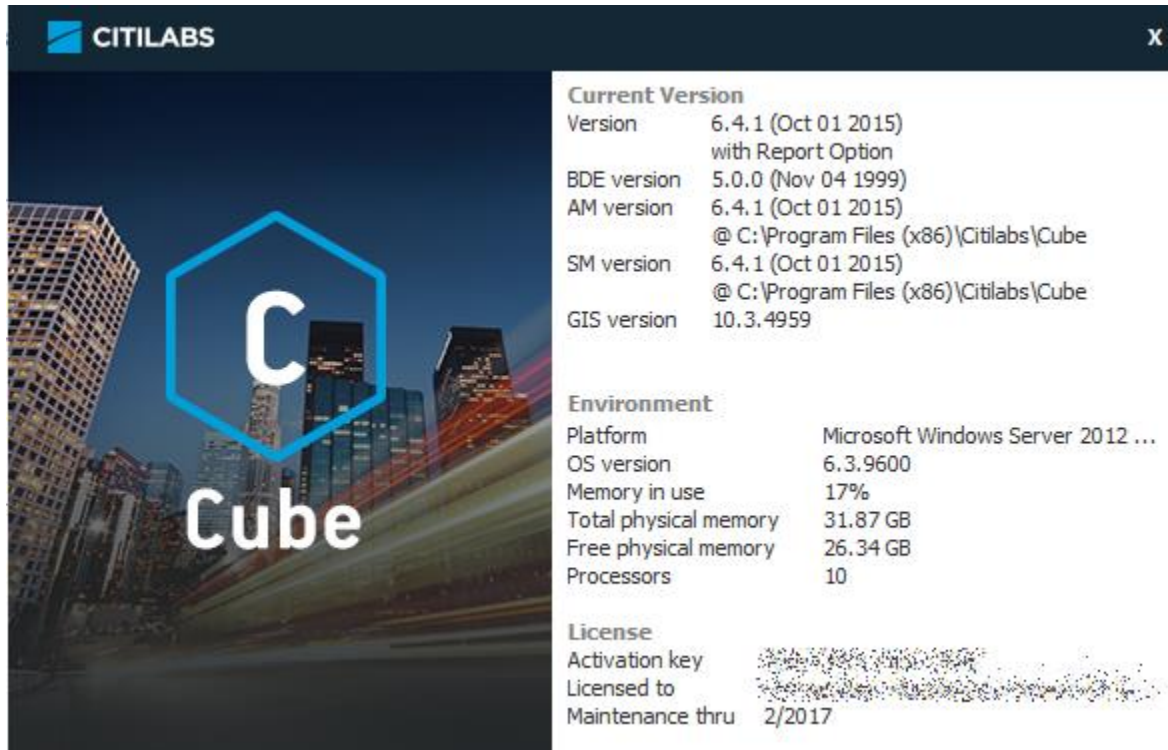 CITILABS
X
C
Cube
Current Version
Version 6.4.1 (Oct 01 2015)
with Report Option
BDE version 5.0.0 (Nov 04 1999)
AM version 6.4.1 (Oct 01 2015)
@ C:\Program Files (x86)\Citilabs\Cube
SM version 6.4.1 (Oct 01 2015)
@ C:\Program Files (x86)\Citilabs\Cube
GIS version 10.3.4959
Environment
Platform Microsoft Windows Server 2012 ...
OS version 6.3.9600
Memory in use 17%
Total physical memory 31.87 GB
Free physical memory 26.34 GB
Processors 10
License
Activation key
Licensed to
Maintenance thru 2/2017